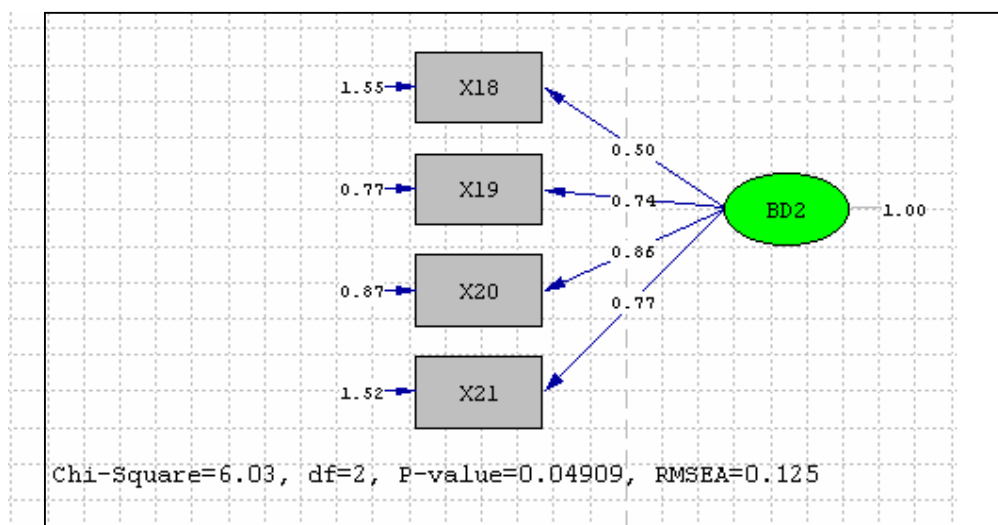 1.55 X18
0.50
0.77 X19
0.74
BD2 1.00
0.86
0.87 X20
0.77
1.52 X21
Chi-Square=6.03, df=2, P-value=0.04909, RMSEA=0.125